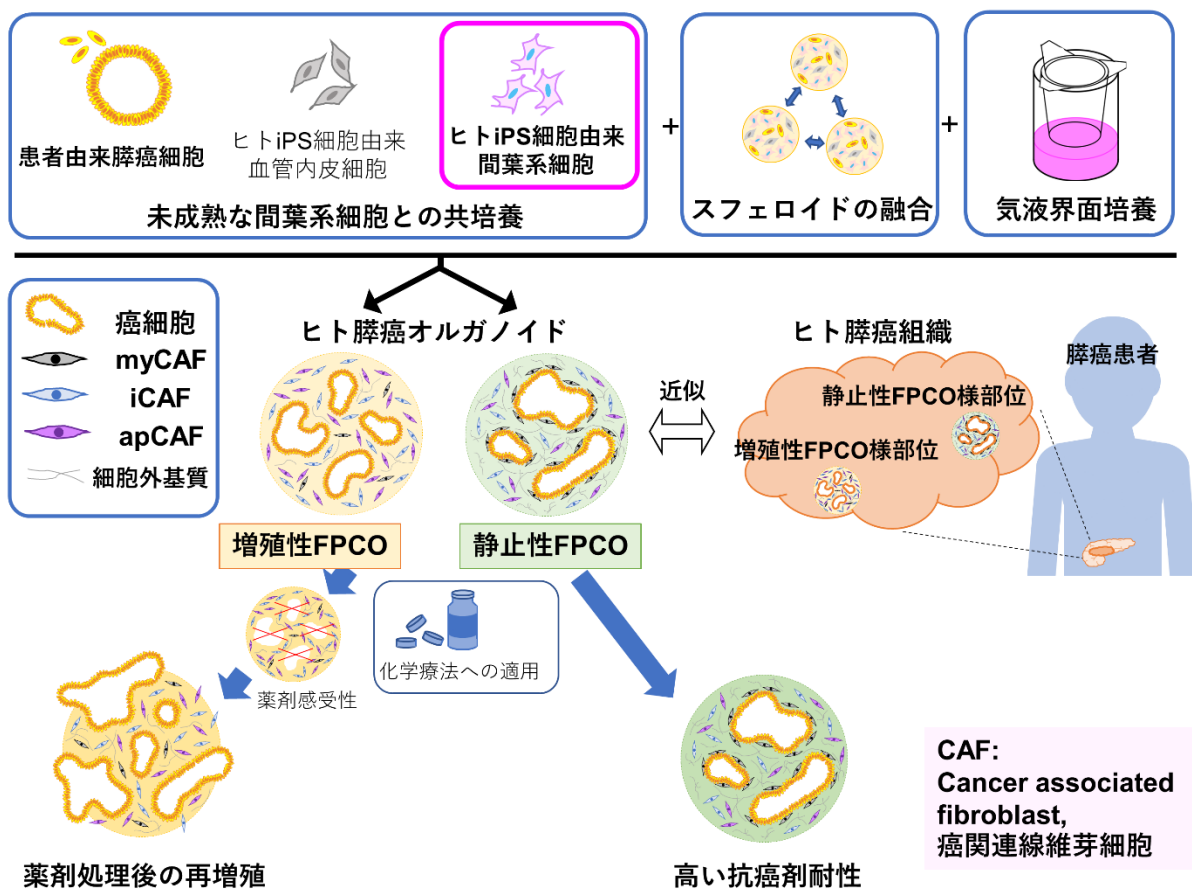 患者由来膵癌細胞
ヒトiPS細胞由来
血管内皮細胞
ヒトiPS細胞由来
間葉系細胞
未成熟な間葉系細胞との共培養
+
スフェロイドの融合
+
気液界面培養
癌細胞
myCAF
iCAF
apCAF
細胞外基質
ヒト膵癌オルガノイド
増殖性FPCO
静止性FPCO
近似
ヒト膵癌組織
静止性FPCO様部位
増殖性FPCO様部位
膵癌患者
化学療法への適用
薬剤感受性
薬剤処理後の再増殖
高い抗癌剤耐性
CAF:
Cancer associated
fibroblast,
癌関連線維芽細胞